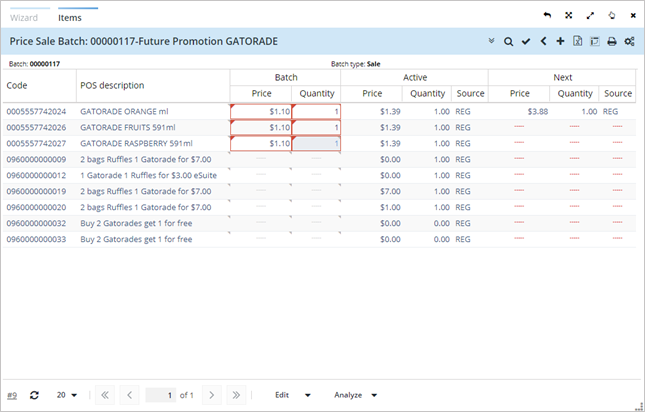 Wizard Items
Price Sale Batch: 00000117-Future Promotion GATORADE
Batch: 00000117 Batch type: Sale
Code POS description Batch Active Next
Price Quantity Price Quantity Source Price Quantity Source
0005557742024 GATORADE ORANGE ml $1.10 1 $1.39 1.00 REG $3.88 1.00 REG
0005557742026 GATORADE FRUITS 591ml $1.10 1 $1.39 1.00 REG ---- ---- ----
0005557742027 GATORADE RASPBERRY 591ml $1.10 1 $1.39 1.00 REG ---- ---- ----
0960000000009 2 bags Ruffles 1 Gatorade for $7.00 ---- ---- $0.00 1.00 REG ---- ---- ----
0960000000012 1 Gatorade 1 Ruffles for $3.00 eSuite ---- ---- $0.00 1.00 REG ---- ---- ----
0960000000019 2 bags Ruffles 1 Gatorade for $7.00 ---- ---- $7.00 1.00 REG ---- ---- ----
0960000000020 2 bags Ruffles 1 Gatorade for $7.00 ---- ---- $1.00 1.00 REG ---- ---- ----
0960000000032 Buy 2 Gatorades get 1 for free ---- ---- $0.00 0.00 REG ---- ---- ----
0960000000033 Buy 2 Gatorades get 1 for free ---- ---- $0.00 0.00 REG ---- ---- ----
#9 20 1 of 1 Edit Analyze